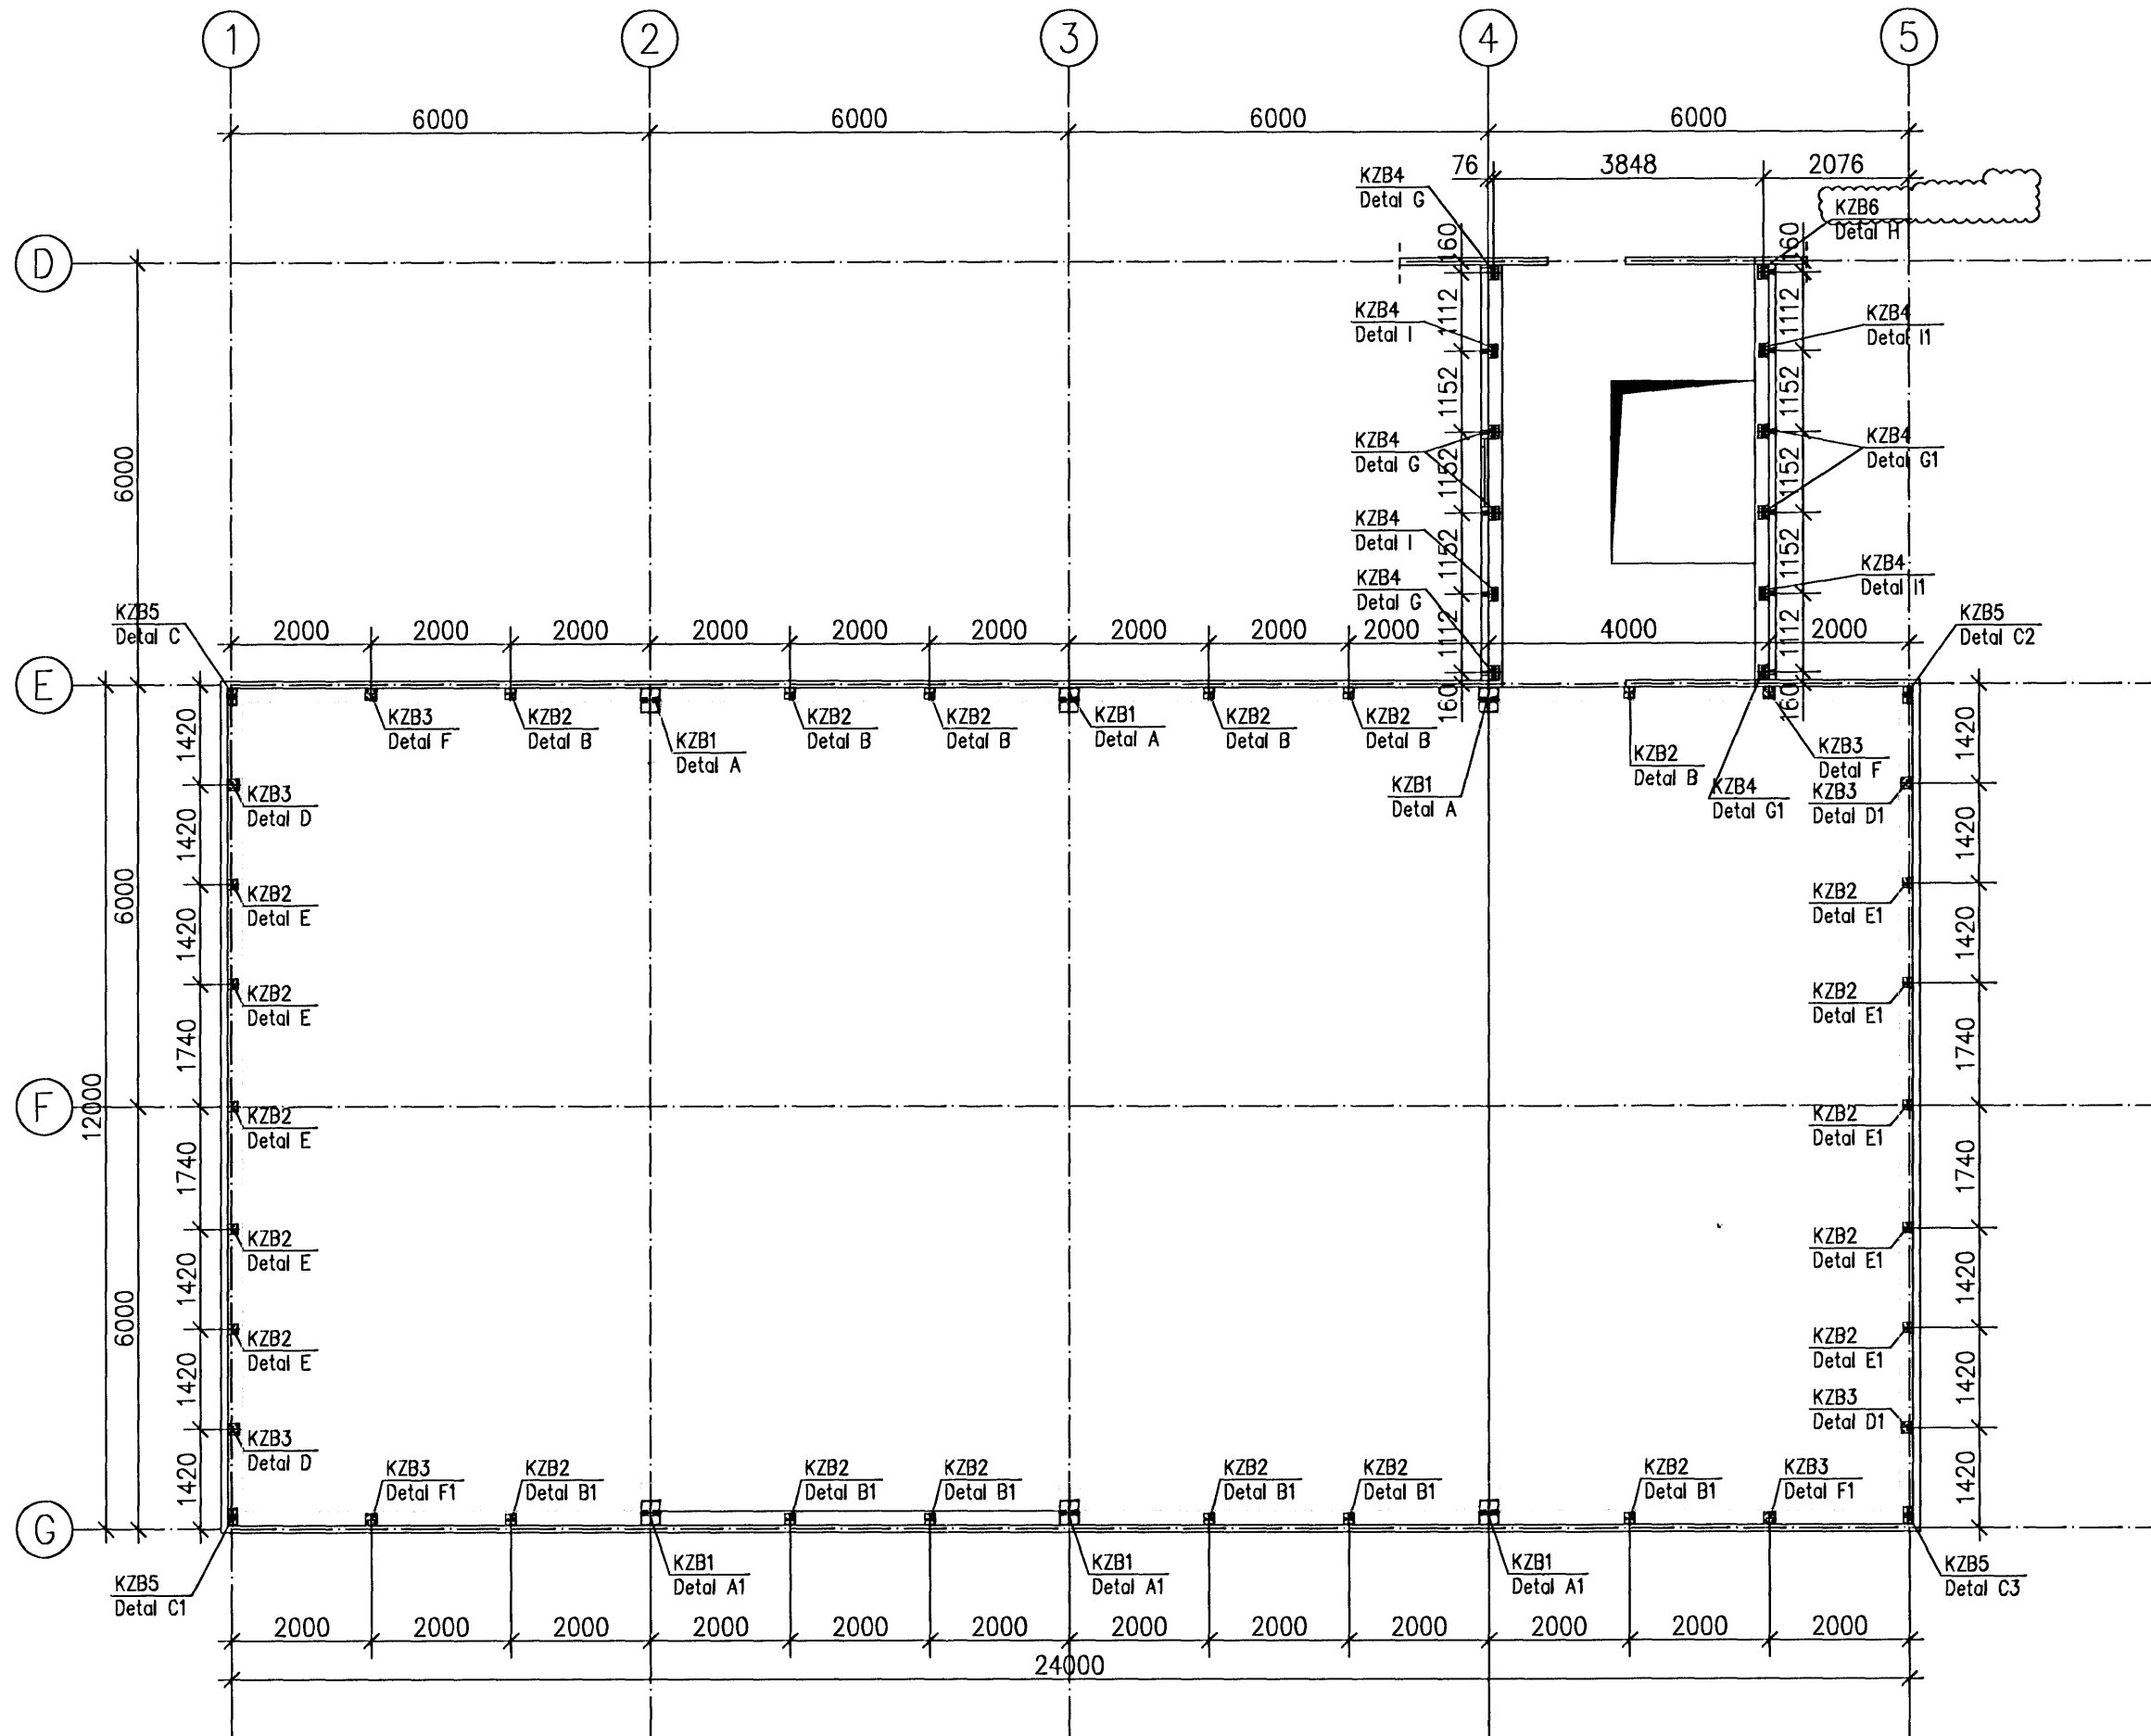 1 2 3 4 5
6000 6000 6000 6000
76 3848 2076
KZB4
Detal G
KZB6
Detal H
D
160 160
1112 1112
KZB4
Detal I
KZB4
Detal I1
1152 1152
KZB4
Detal G
KZB4
Detal G1
6000
1152 1152
KZB4
Detal I
1152 1152
KZB4
Detal I1
KZB4
Detal G
1112 1112
KZB5
Detal C
KZB5
Detal C2
2000 2000 2000 2000 2000 2000 2000 2000 2000 4000 2000
E
160 160
KZB3
Detal F
KZB2
Detal B
KZB1
Detal A
KZB2
Detal B
KZB2
Detal B
KZB1
Detal A
KZB2
Detal B
KZB2
Detal B
KZB1
Detal A
KZB2
Detal B
KZB4
Detal G1
KZB3
Detal F
1420 1420
KZB3
Detal D
KZB3
Detal D1
1420 1420
6000
KZB2
Detal E
KZB2
Detal E1
1420 1420
KZB2
Detal E
KZB2
Detal E1
1740 1740
12000
F
KZB2
Detal E
KZB2
Detal E1
1740 1740
KZB2
Detal E
KZB2
Detal E1
1420 1420
6000
KZB2
Detal E
KZB2
Detal E1
1420 1420
KZB3
Detal D
KZB3
Detal D1
1420 1420
KZB3
Detal F1
KZB2
Detal B1
KZB2
Detal B1
KZB2
Detal B1
KZB2
Detal B1
KZB2
Detal B1
KZB2
Detal B1
KZB3
Detal F1
G
KZB5
Detal C1
KZB1
Detal A1
KZB1
Detal A1
KZB1
Detal A1
KZB5
Detal C3
2000 2000 2000 2000 2000 2000 2000 2000 2000 2000 2000 2000
24000